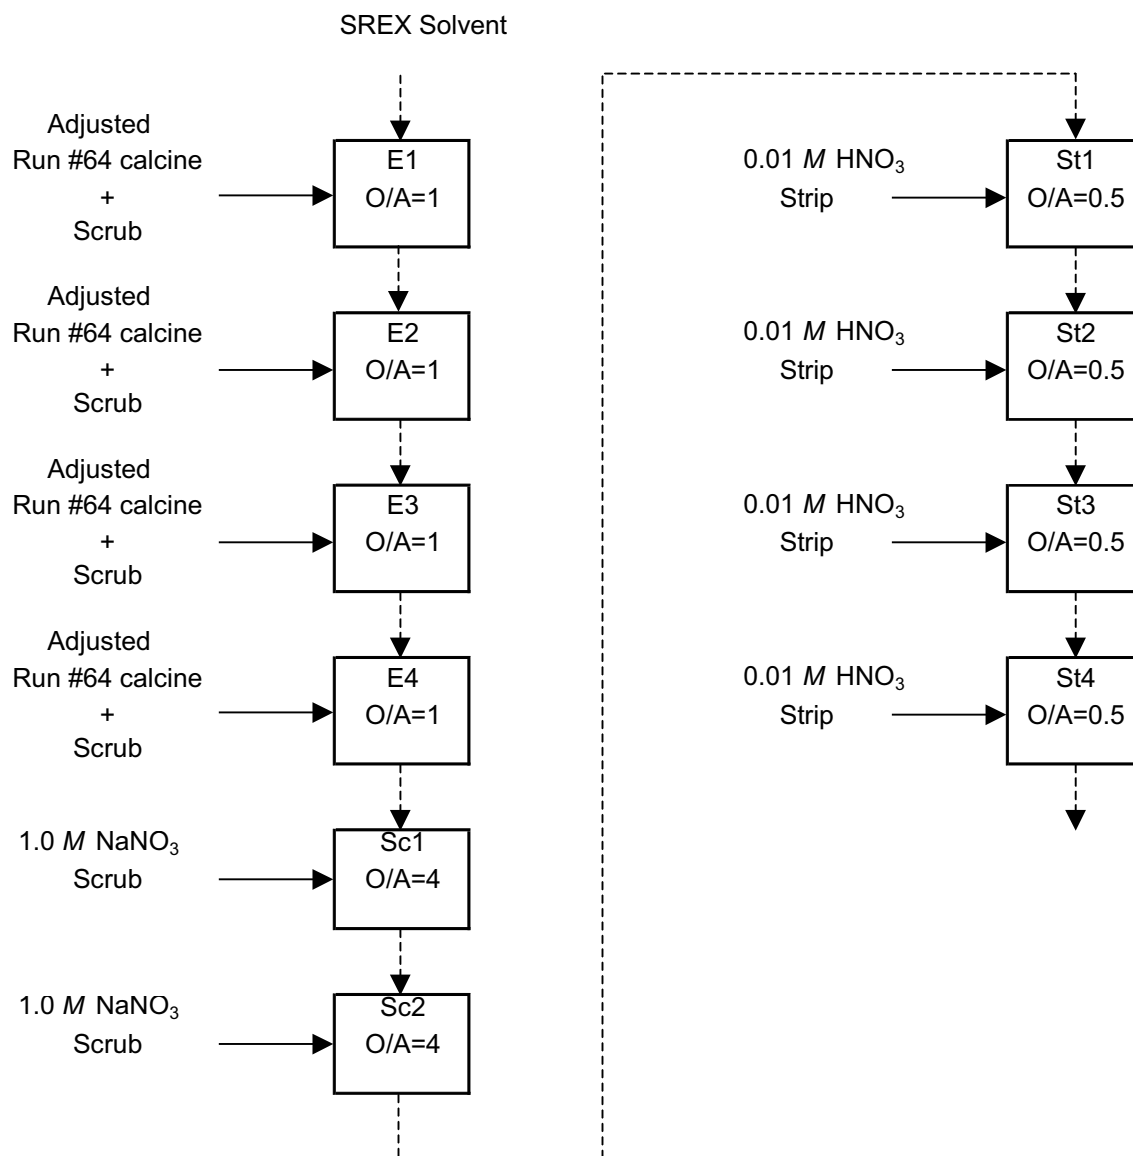 SREX Solvent
Adjusted
Run #64 calcine
+
Scrub
E1
O/A=1
Adjusted
Run #64 calcine
+
Scrub
E2
O/A=1
Adjusted
Run #64 calcine
+
Scrub
E3
O/A=1
Adjusted
Run #64 calcine
+
Scrub
E4
O/A=1
1.0 M NaNO₃
Scrub
Sc1
O/A=4
1.0 M NaNO₃
Scrub
Sc2
O/A=4
0.01 M HNO₃
Strip
St1
O/A=0.5
0.01 M HNO₃
Strip
St2
O/A=0.5
0.01 M HNO₃
Strip
St3
O/A=0.5
0.01 M HNO₃
Strip
St4
O/A=0.5